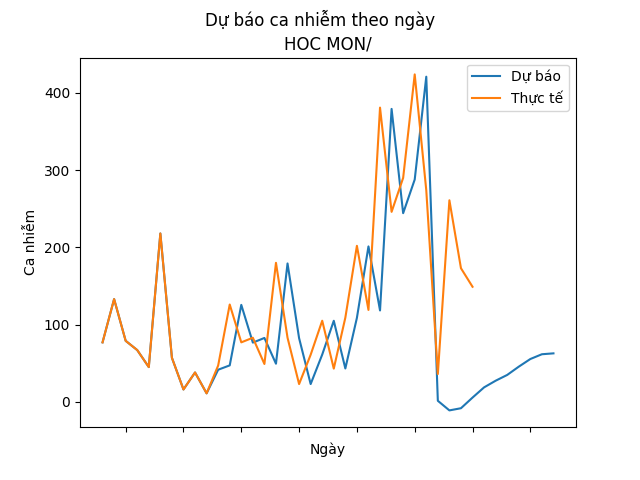 Dự báo ca nhiễm theo ngày
HOC MON/
Dự báo
Thực tế
400
300
200
100
0
Ca nhiễm
Ngày